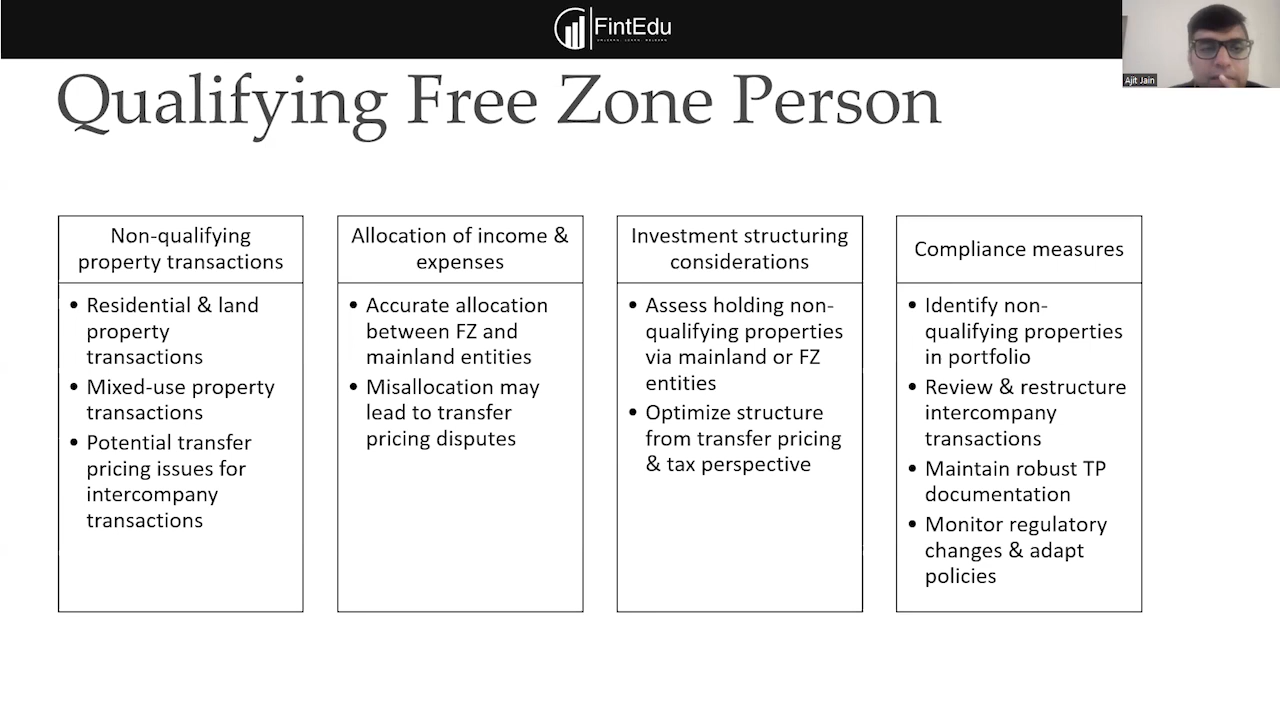 FintEdu
Ajit Jain
Qualifying Free Zone Person
Non-qualifying
property transactions
• Residential & land
property
transactions
• Mixed-use property
transactions
• Potential transfer
pricing issues for
intercompany
transactions
Allocation of income &
expenses
• Accurate allocation
between FZ and
mainland entities
• Misallocation may
lead to transfer
pricing disputes
Investment structuring
considerations
• Assess holding non-
qualifying properties
via mainland or FZ
entities
• Optimize structure
from transfer pricing
& tax perspective
Compliance measures
• Identify non-
qualifying properties
in portfolio
• Review & restructure
intercompany
transactions
• Maintain robust TP
documentation
• Monitor regulatory
changes & adapt
policies